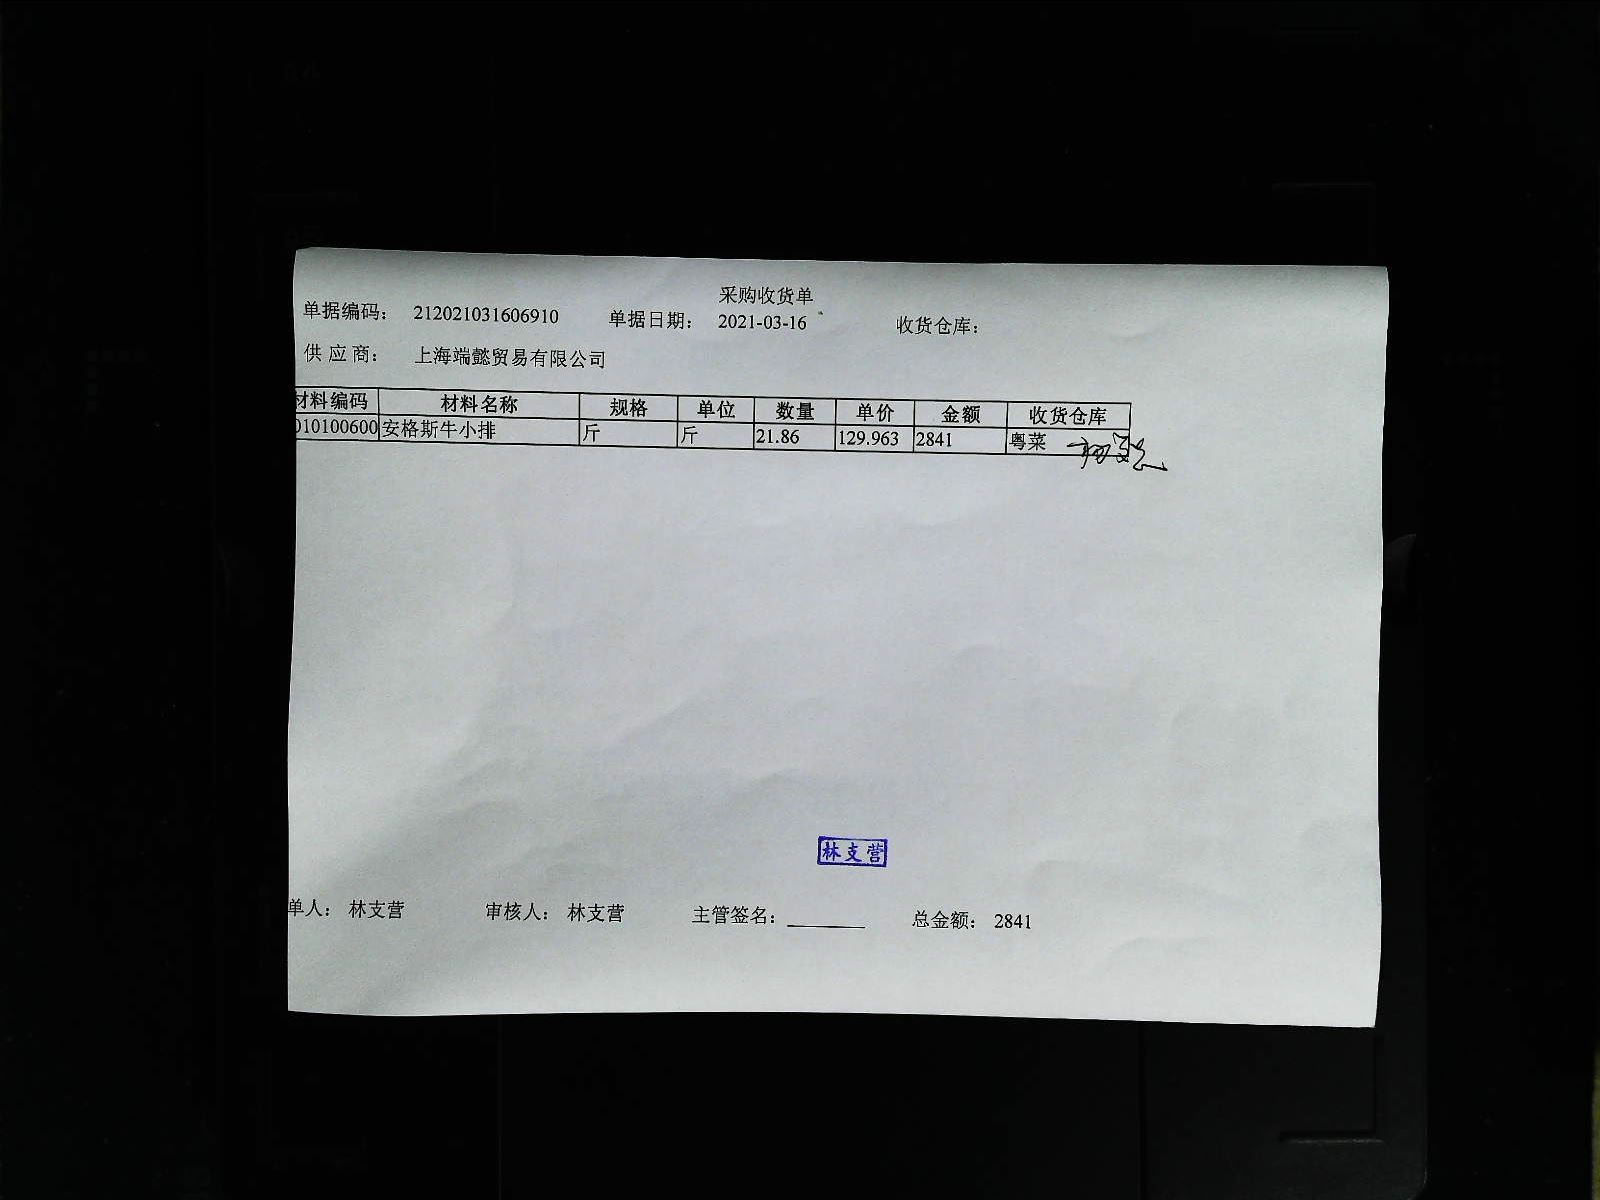 采购收货单
单据编码： 212021031606910 单据日期： 2021-03-16 收货仓库：
供应商： 上海端懿贸易有限公司
材料编码 材料名称 规格 单位 数量 单价 金额 收货仓库
010100600 安格斯牛小排 斤 斤 21.86 129.963 2841 粤菜
林支营
单人： 林支营 审核人： 林支营 主管签名： 总金额： 2841